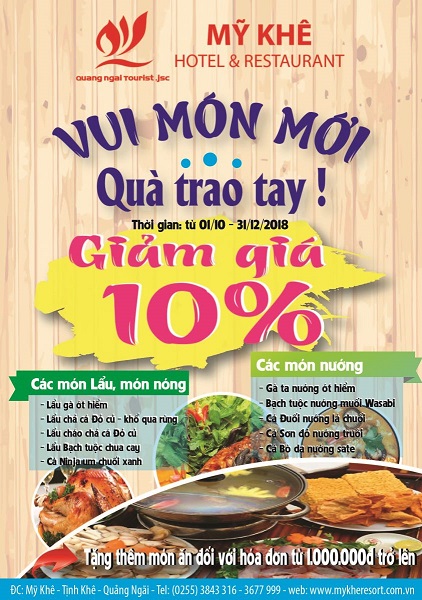 MỸ KHÊ
HOTEL & RESTAURANT
QUANG NGAI TOURIST .JSC
VUI MÓN MỚI
Quà trao tay !
Thời gian: từ 01/10 - 31/12/2018
Giảm giá
10%
Các món Lẩu, món nóng
- Lẩu gà ớt hiểm
- Lẩu chả cá Đỏ củ - khổ qua rừng
- Lẩu cháo chả cá Đỏ củ
- Lẩu Bạch tuộc chua cay
- Cá Ninja um chuối xanh
Các món nướng
- Gà ta nướng ớt hiểm
- Bạch tuộc nướng muối Wasabi
- Cá Đuối nướng lá chuối
- Cá Sơn đỏ nướng trui
- Cá Bò da nướng sate
Tặng thêm món ăn đối với hóa đơn từ 1.000.000đ trở lên
ĐC: Mỹ Khê - Tịnh Khê - Quảng Ngãi - Tel: (0255) 3843 316 - 3677 999 - web: www.mykheresort.com.vn